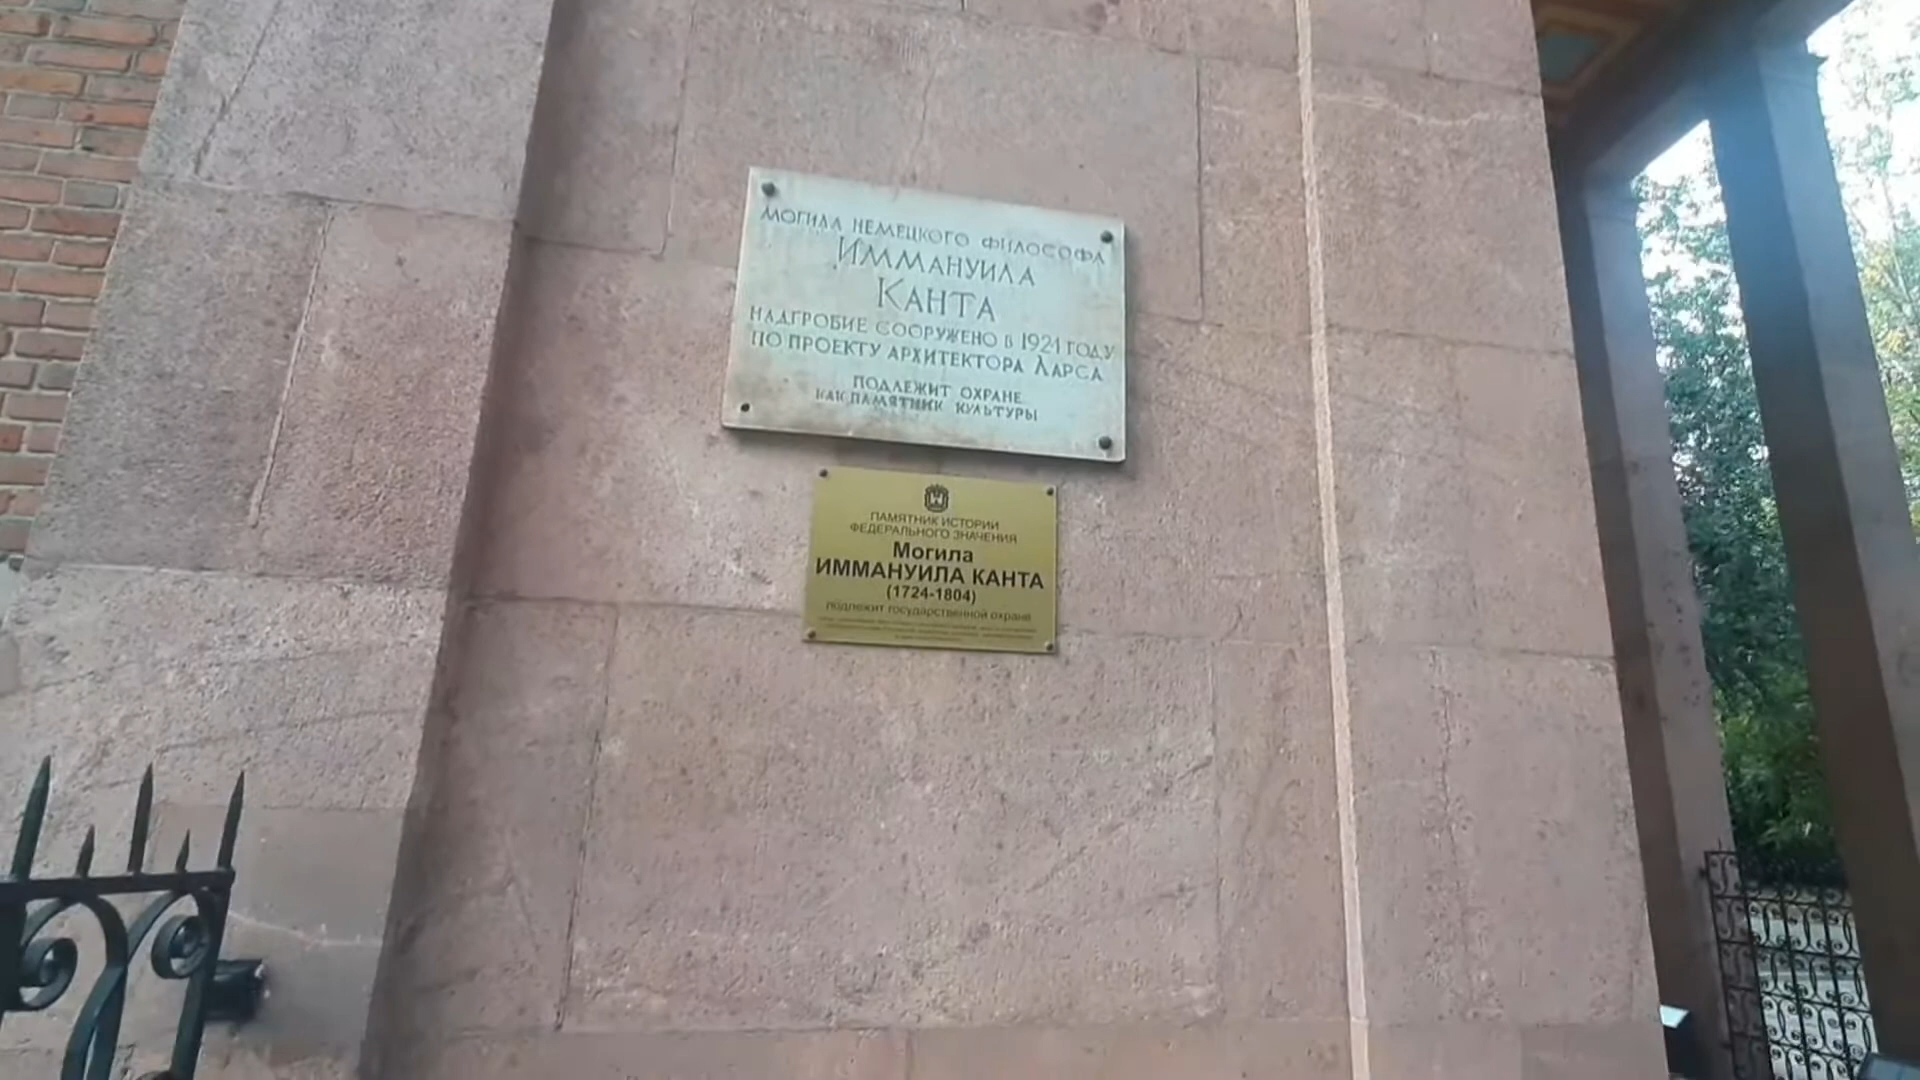 МОГИЛА НЕМЕЦКОГО ФИЛОСОФА
ИММАНУИЛА
КАНТА
НАДГРОБИЕ СООРУЖЕНО В 1921 ГОДУ
ПО ПРОЕКТУ АРХИТЕКТОРА ЛАРСА
ПОДЛЕЖИТ ОХРАНЕ
КАК ПАМЯТНИК КУЛЬТУРЫ
ПАМЯТНИК ИСТОРИИ
ФЕДЕРАЛЬНОГО ЗНАЧЕНИЯ
Могила
ИММАНУИЛА КАНТА
(1724-1804)
подлежит государственной охране